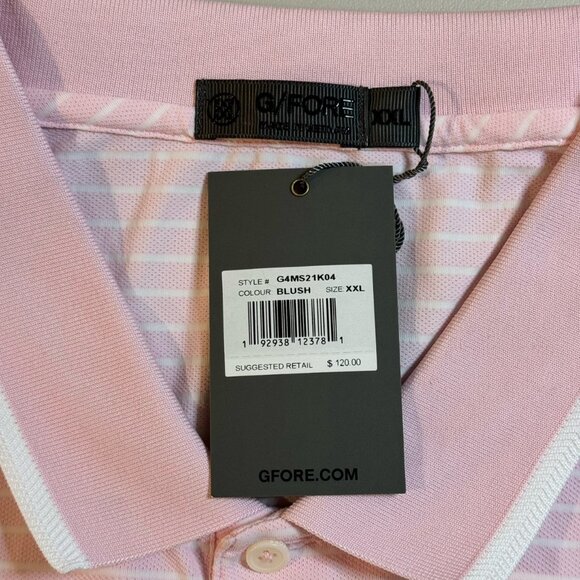 G/FORE
XXL
STYLE # G4MS21K04
COLOUR: BLUSH SIZE: XXL
1 92938 12378 1
SUGGESTED RETAIL $ 120.00
GFORE.COM